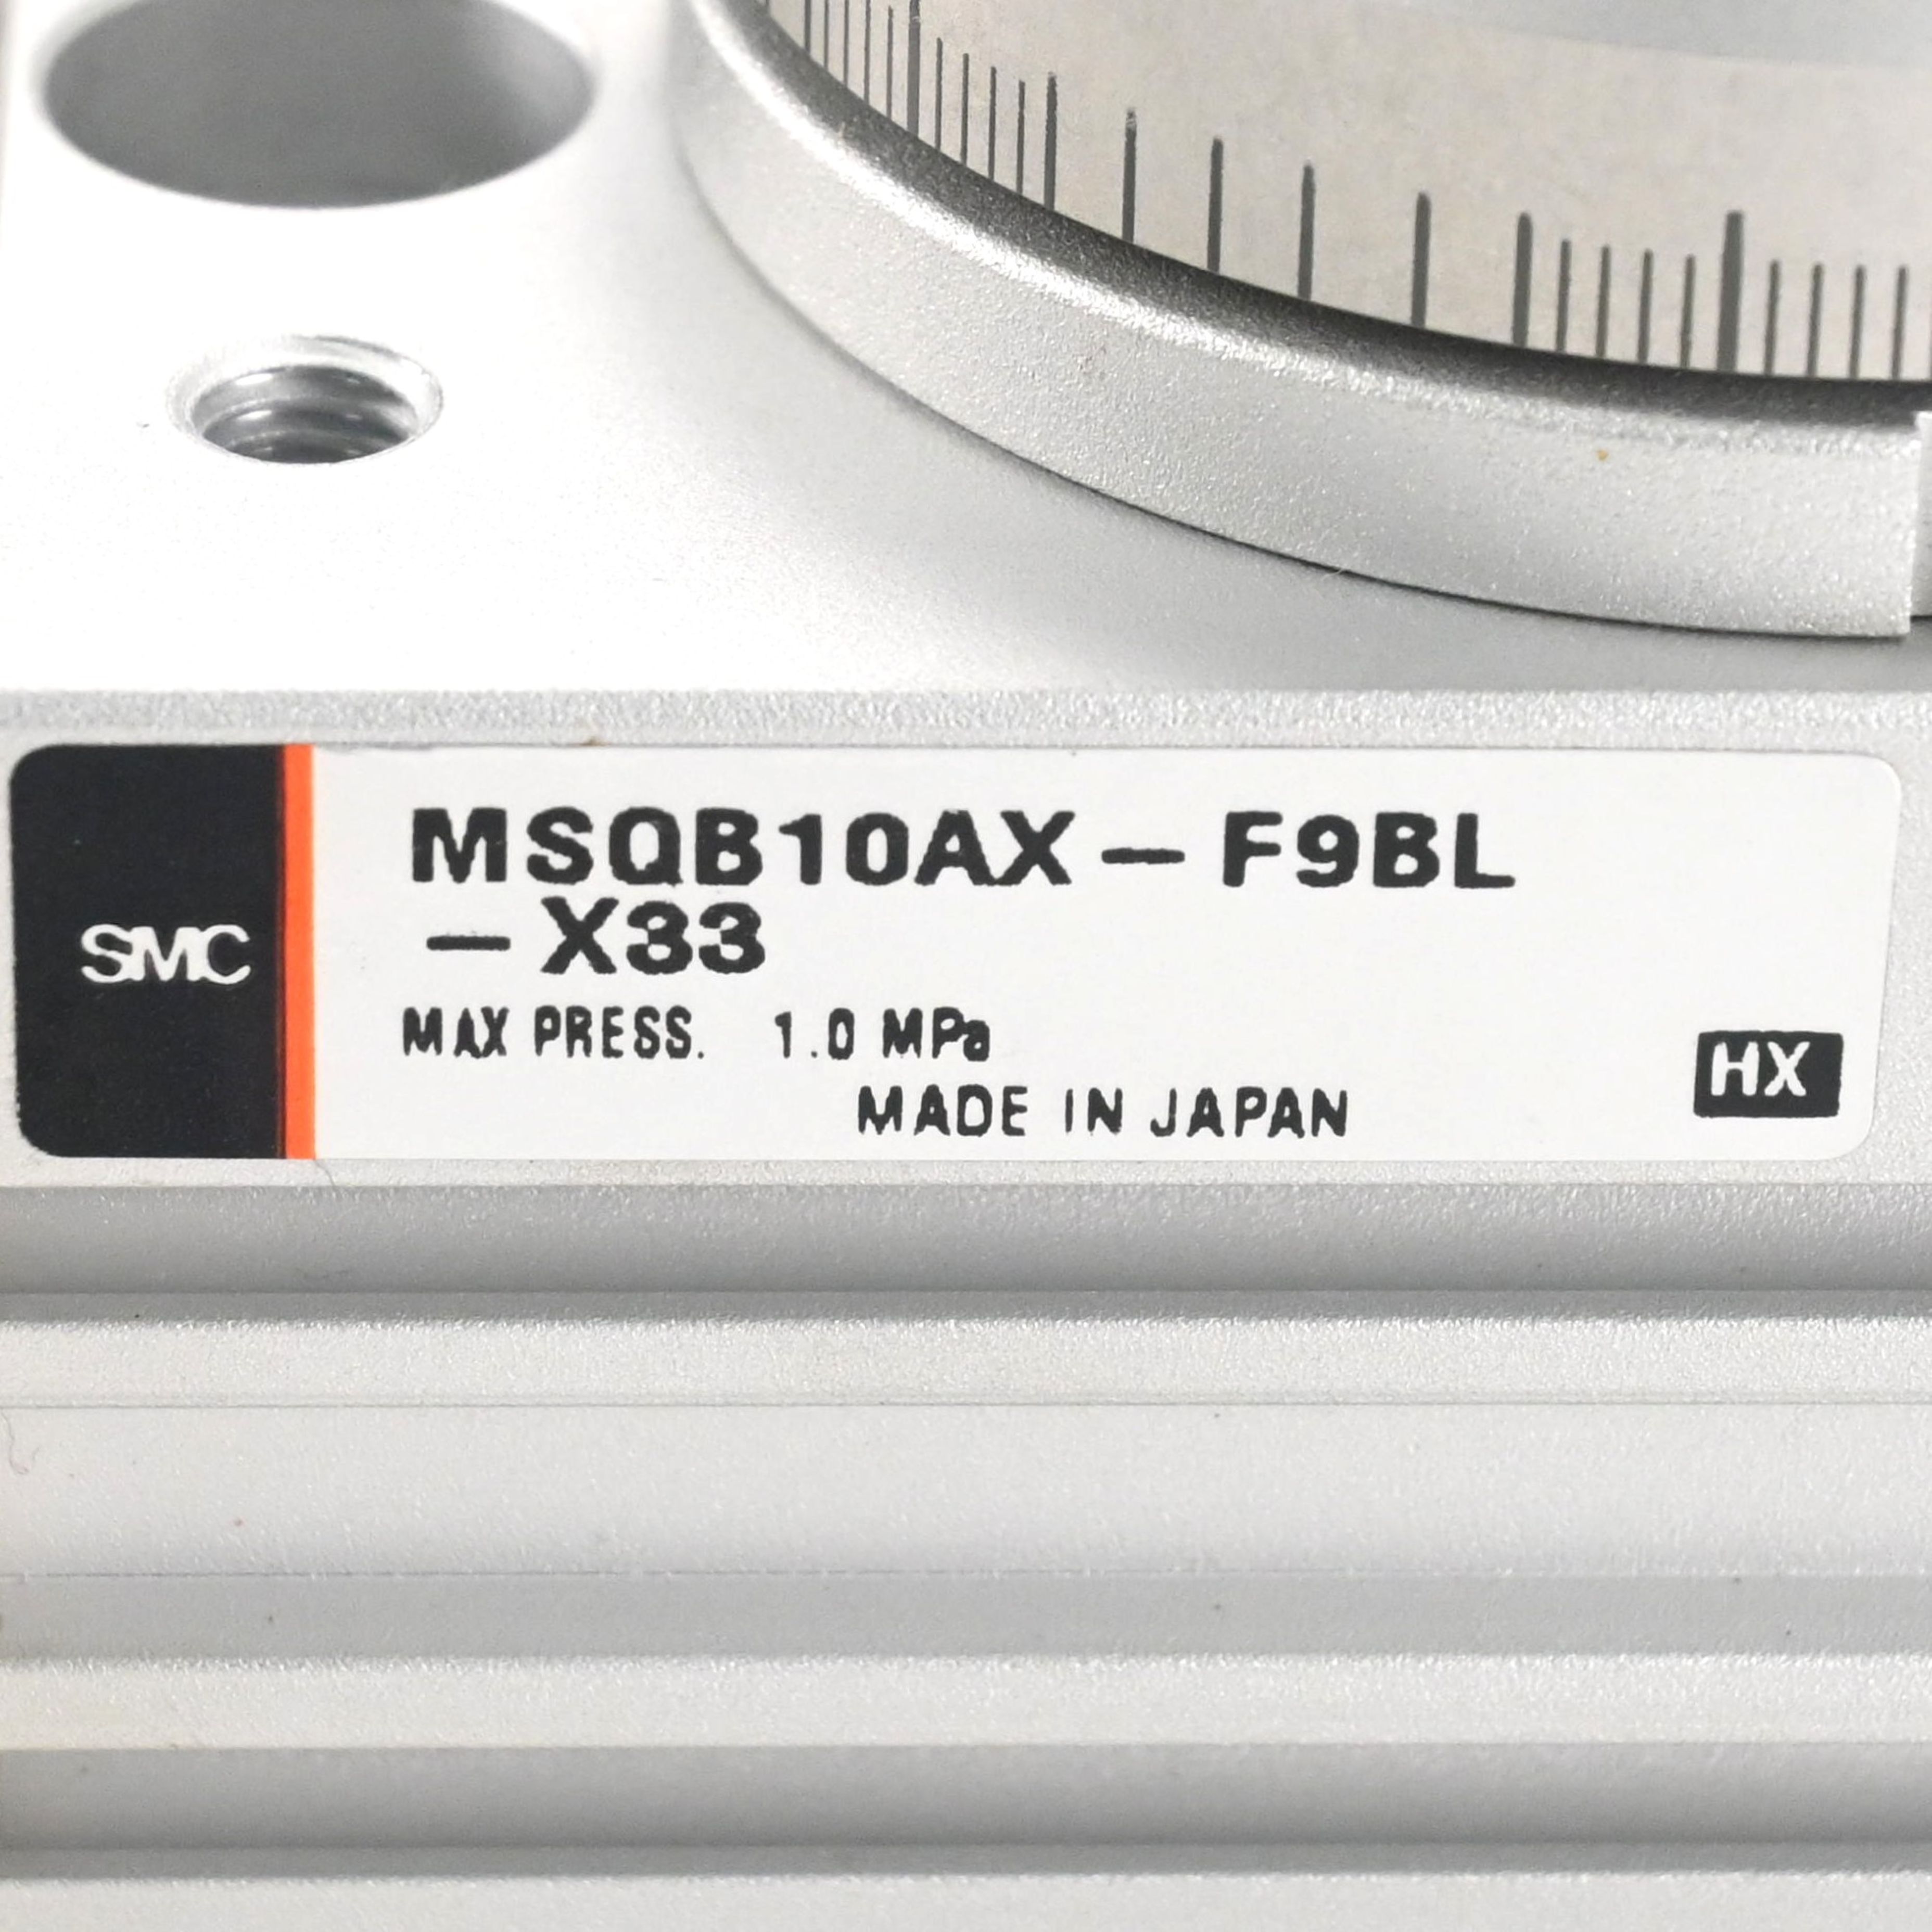 SMC
MSQB10AX-F9BL
-X33
MAX PRESS. 1.0 MPa
MADE IN JAPAN
HX